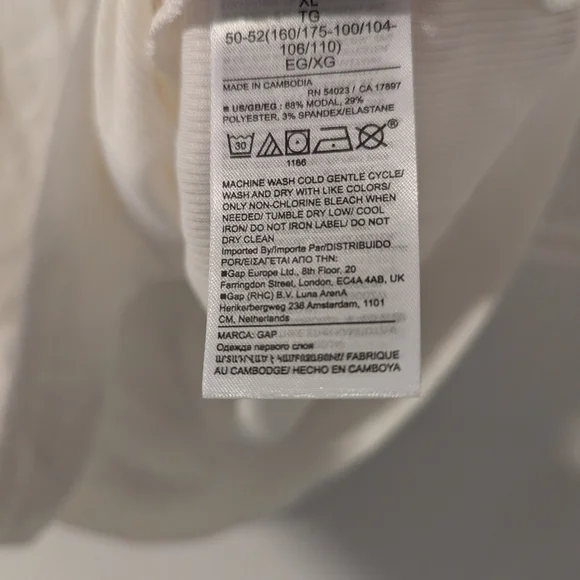 XL
TG
50-52(160/175-100/104-
106/110)
EG/XG
MADE IN CAMBODIA
RN 54023 / CA 17897
■ US/GB/EG : 68% MODAL, 29%
POLYESTER, 3% SPANDEX/ELASTANE
30
®
1186
MACHINE WASH COLD GENTLE CYCLE/
WASH AND DRY WITH LIKE COLORS/
ONLY NON-CHLORINE BLEACH WHEN
NEEDED/ TUMBLE DRY LOW/ COOL
IRON/ DO NOT IRON LABEL/ DO NOT
DRY CLEAN
Imported By/Importe Par/DISTRIBUIDO
POR/ΕΙΣΑΓΕΤΑΙ ΑΠΟ ΤΗΝ:
■Gap Europe Ltd., 8th Floor, 20
Farringdon Street, London, EC4A 4AB, UK
■Gap (RHC) B.V. Luna ArenA
Herikerbergweg 238 Amsterdam, 1101
CM, Netherlands
MARCA: GAP
Одежда первого слоя
FABRIQUE
AU CAMBODGE/ HECHO EN CAMBOYA